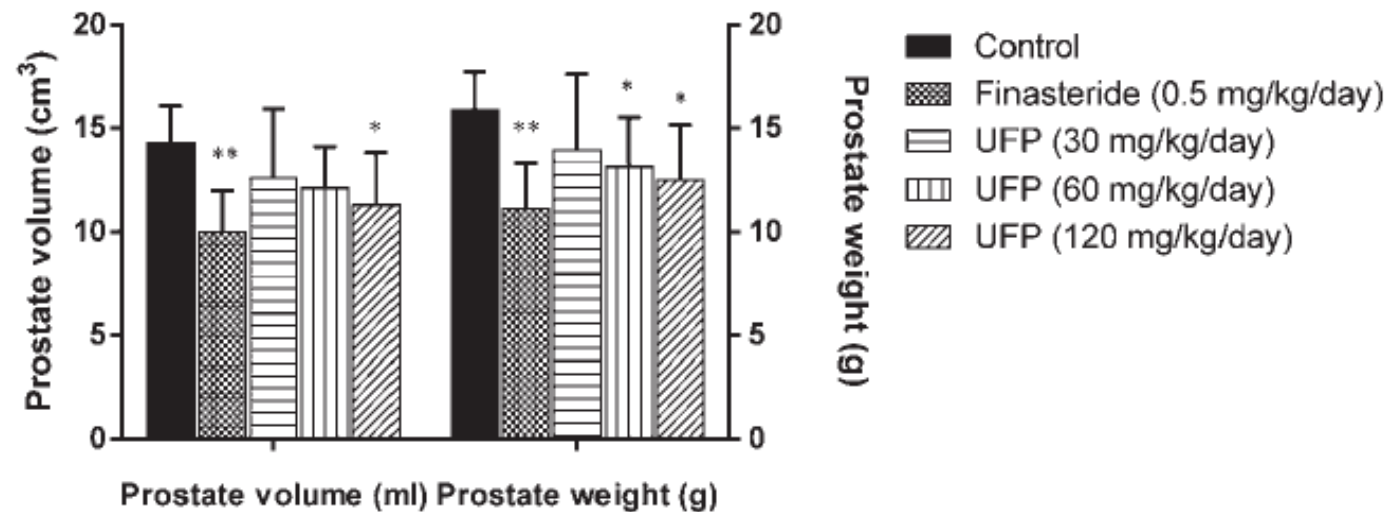 Prostate volume (cm³)
20
15
10
5
0
**
*
**
*
*
20
15
10
5
0
Prostate weight (g)
Prostate volume (ml) Prostate weight (g)
Control
Finasteride (0.5 mg/kg/day)
UFP (30 mg/kg/day)
UFP (60 mg/kg/day)
UFP (120 mg/kg/day)